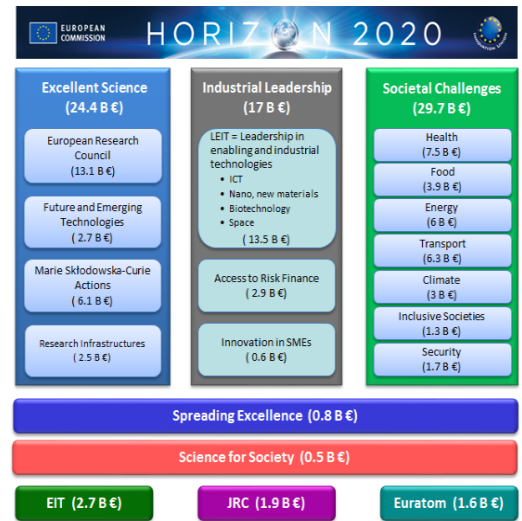 EUROPEAN
COMMISSION
HORIZON 2020
Excellent Science
(24.4 B €)
European Research
Council
(13.1 B €)
Future and Emerging
Technologies
( 2.7 B €)
Marie Skłodowska-Curie
Actions
( 6.1 B €)
Research Infrastructures
( 2.5 B €)
Industrial Leadership
(17 B €)
LEIT = Leadership in
enabling and industrial
technologies
• ICT
• Nano, new materials
• Biotechnology
• Space
( 13.5 B €)
Access to Risk Finance
( 2.9 B €)
Innovation in SMEs
( 0.6 B €)
Societal Challenges
(29.7 B €)
Health
(7.5 B €)
Food
(3.9 B €)
Energy
(6 B €)
Transport
(6.3 B €)
Climate
(3 B €)
Inclusive Societies
(1.3 B €)
Security
(1.7 B €)
Spreading Excellence (0.8 B €)
Science for Society (0.5 B €)
EIT (2.7 B €)
JRC (1.9 B €)
Euratom (1.6 B €)